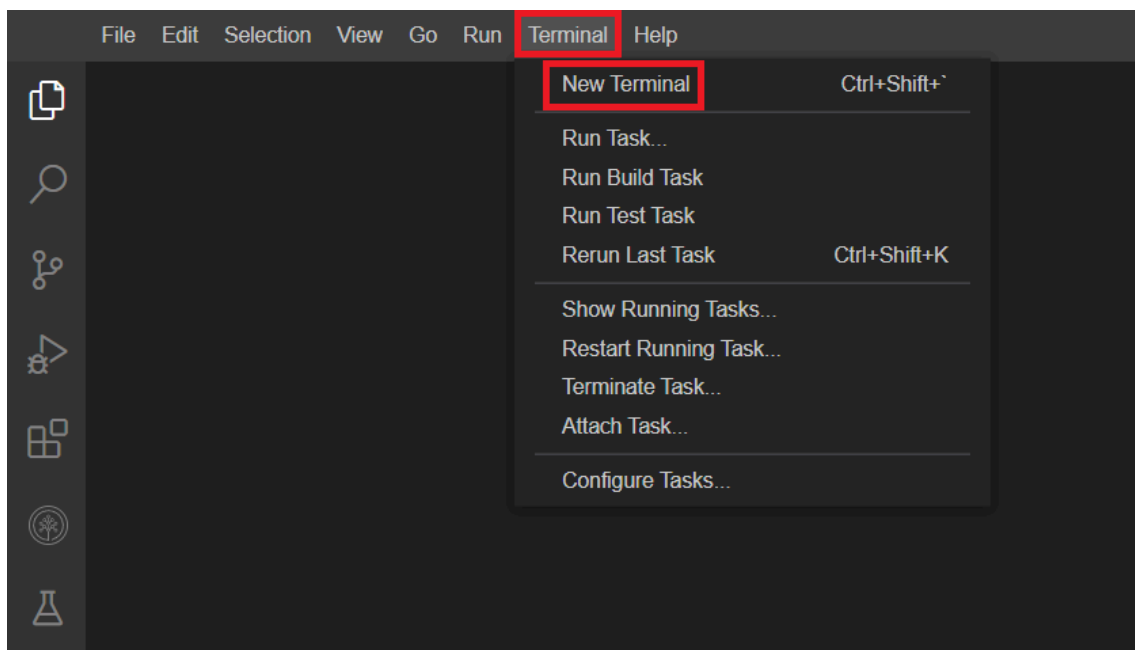 File Edit Selection View Go Run Terminal Help
New Terminal Ctrl+Shift+`
Run Task...
Run Build Task
Run Test Task
Rerun Last Task Ctrl+Shift+K
Show Running Tasks...
Restart Running Task...
Terminate Task...
Attach Task...
Configure Tasks...